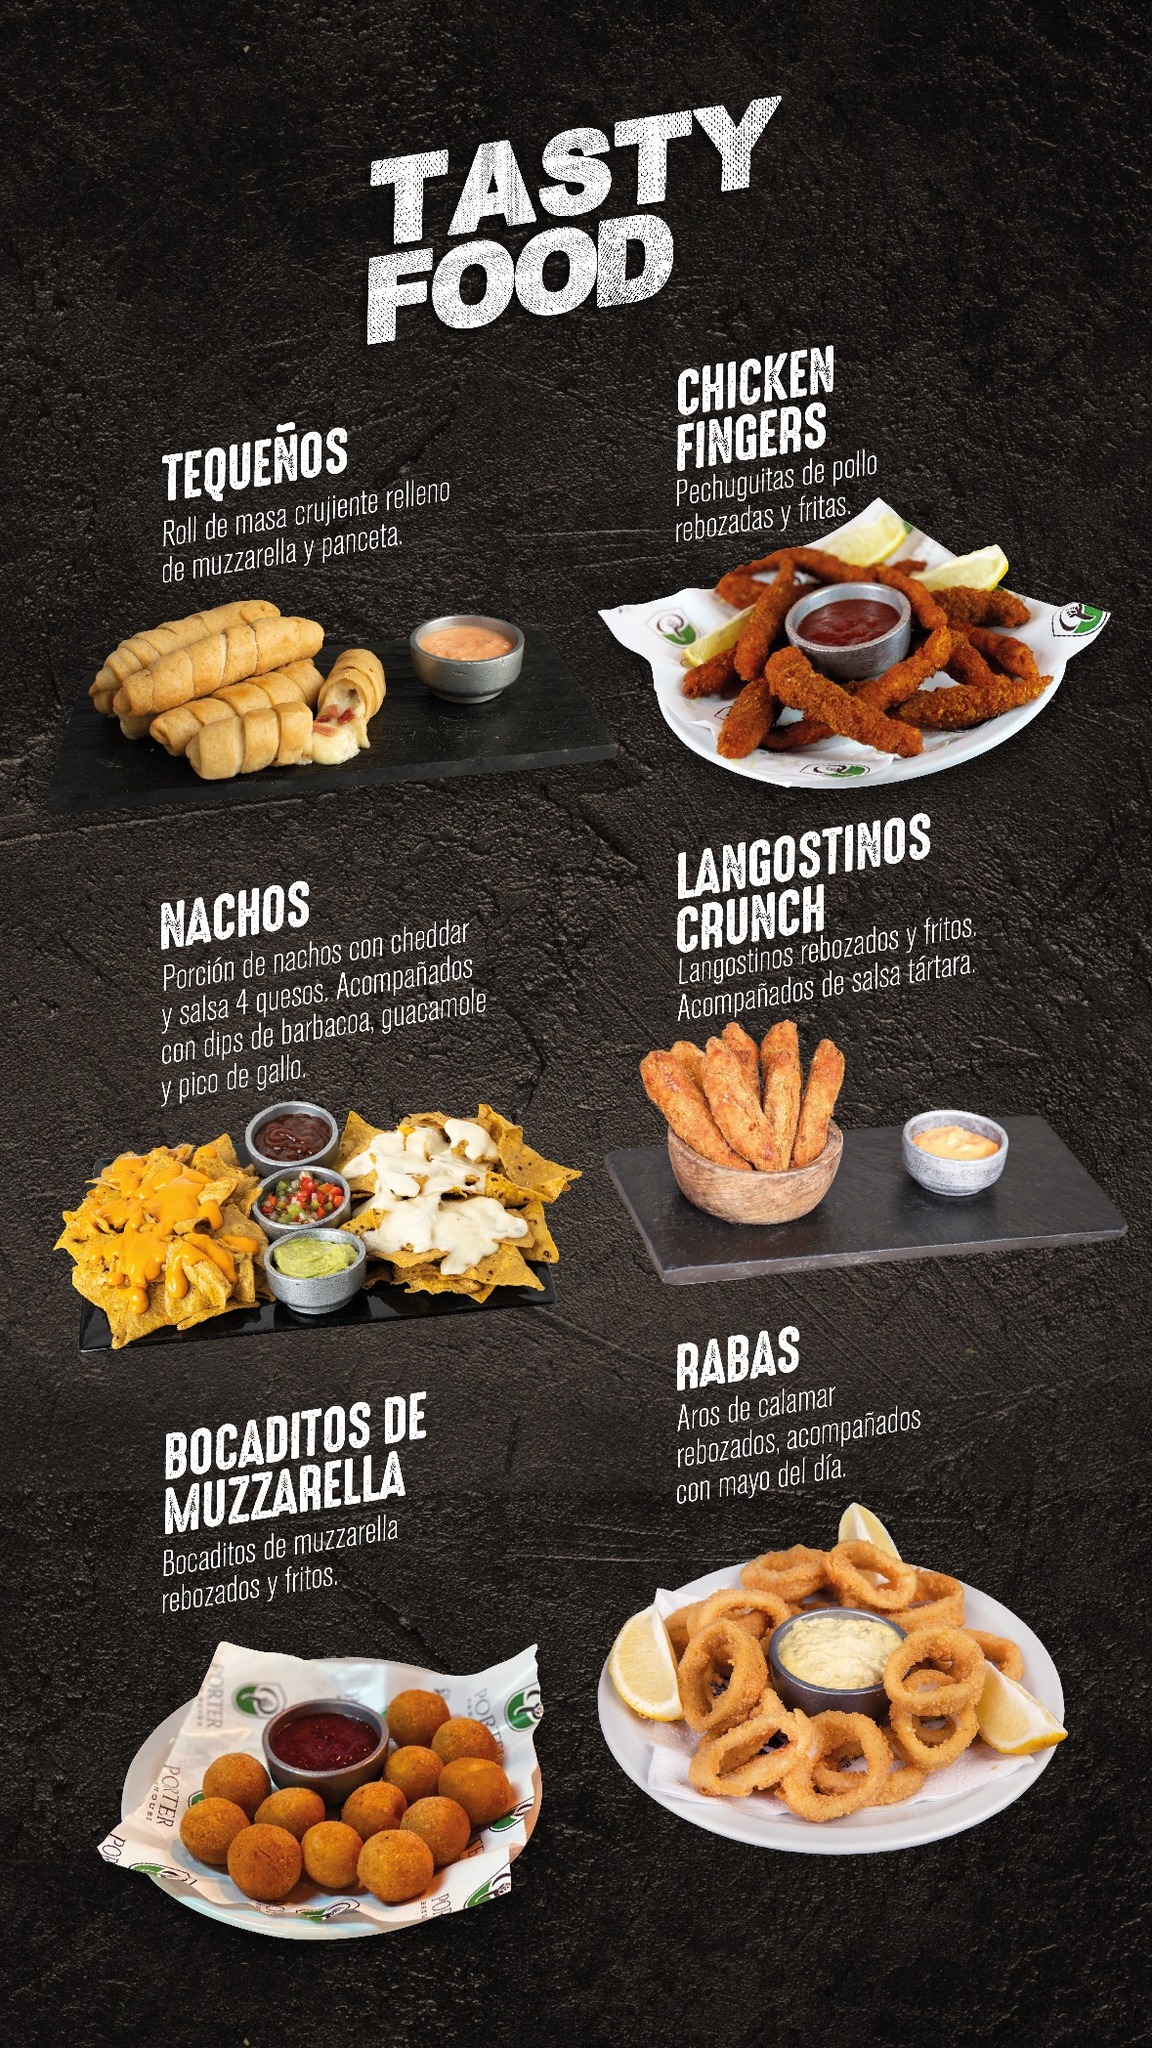 TASTY
FOOD
TEQUEÑOS
Roll de masa crujiente relleno
de muzzarella y panceta.
CHICKEN
FINGERS
Pechuguitas de pollo
rebozadas y fritas.
NACHOS
Porción de nachos con cheddar
y salsa 4 quesos. Acompañados
con dips de barbacoa, guacamole
y pico de gallo.
LANGOSTINOS
CRUNCH
Langostinos rebozados y fritos.
Acompañados de salsa tártara.
BOCADITOS DE
MUZZARELLA
Bocaditos de muzzarella
rebozados y fritos.
RABAS
Aros de calamar
rebozados, acompañados
con mayo del día.
PORTER
PORTER
HOUSE